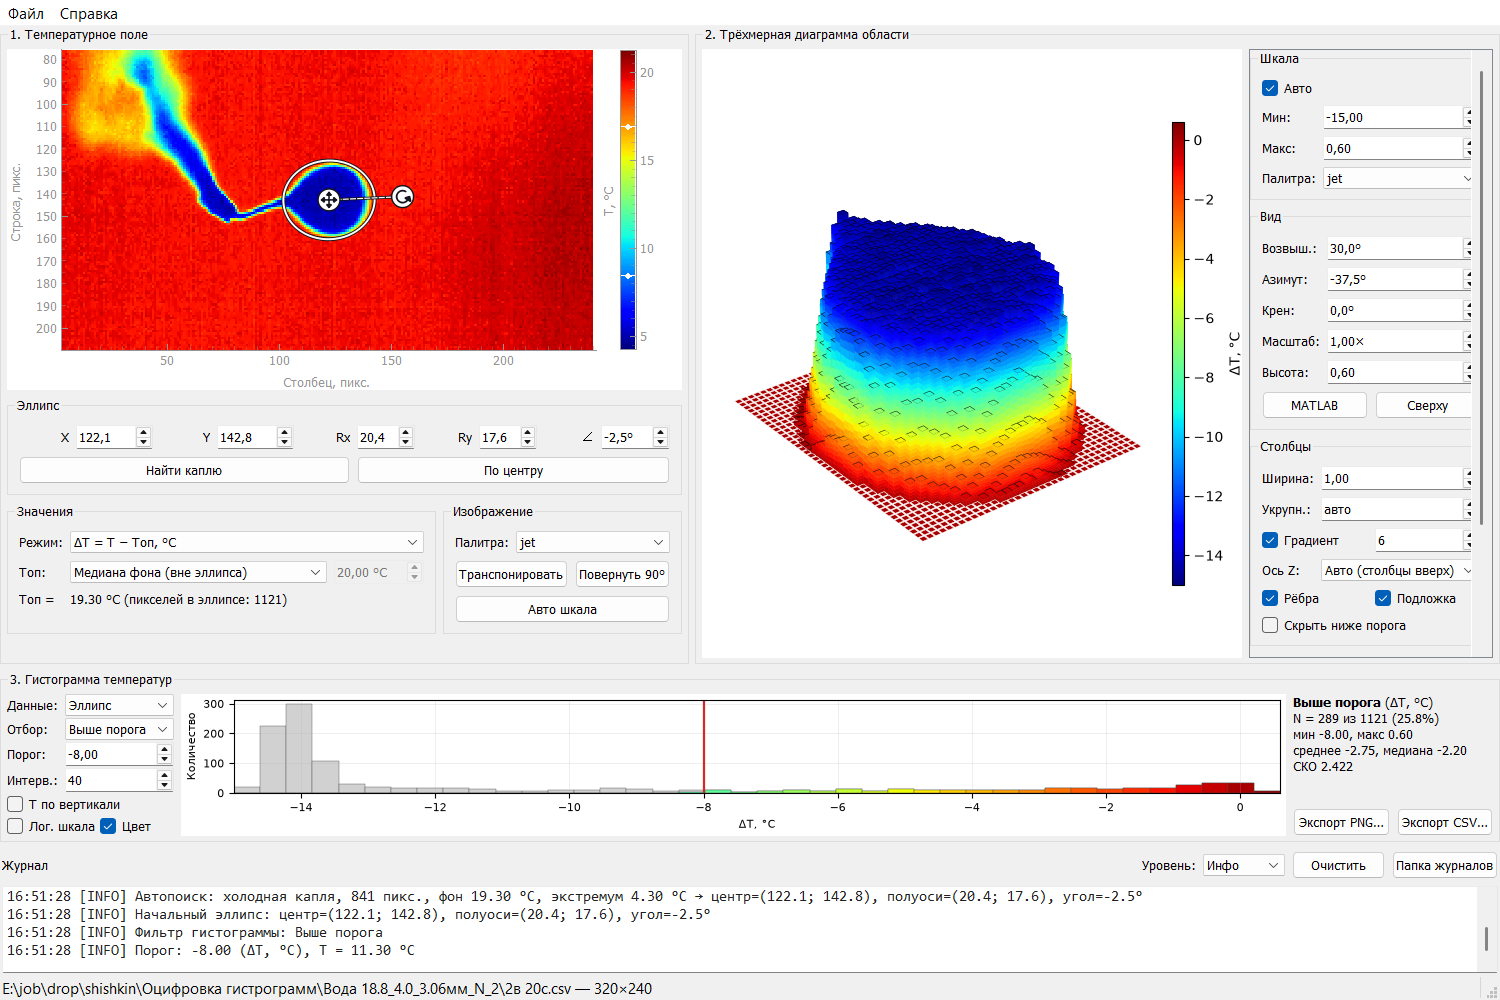 Файл Справка
1. Температурное поле
80
90
100
110
120
130
140
150
160
170
180
190
200
Строка, пикс.
50 100 150 200
Столбец, пикс.
20
15
10
5
T, °C
Эллипс
X 122,1 Y 142,8 Rx 20,4 Ry 17,6 ∠ -2,5°
Найти каплю По центру
Значения
Режим: ΔT = T − Tоп, °C
Tоп: Медиана фона (вне эллипса) 20,00 °C
Tоп = 19.30 °C (пикселей в эллипсе: 1121)
Изображение
Палитра: jet
Транспонировать Повернуть 90°
Авто шкала
2. Трёхмерная диаграмма области
0
−2
−4
−6
−8
−10
−12
−14
ΔT, °C
Шкала
Авто
Мин: -15,00
Макс: 0,60
Палитра: jet
Вид
Возвыш.: 30,0°
Азимут: -37,5°
Крен: 0,0°
Масштаб: 1,00×
Высота: 0,60
MATLAB Сверху
Столбцы
Ширина: 1,00
Укрупн.: авто
Градиент 6
Ось Z: Авто (столбцы вверх)
Рёбра Подложка
Скрыть ниже порога
3. Гистограмма температур
Данные: Эллипс
Отбор: Выше порога
Порог: -8,00
Интерв.: 40
T по вертикали
Лог. шкала Цвет
Количество
300
200
100
0
−14 −12 −10 −8 −6 −4 −2 0
ΔT, °C
Выше порога (ΔT, °C)
N = 289 из 1121 (25.8%)
мин -8.00, макс 0.60
среднее -2.75, медиана -2.20
СКО 2.422
Экспорт PNG... Экспорт CSV...
Журнал
Уровень: Инфо Очистить Папка журналов
16:51:28 [INFO] Автопоиск: холодная капля, 841 пикс., фон 19.30 °C, экстремум 4.30 °C → центр=(122.1; 142.8), полуоси=(20.4; 17.6), угол=-2.5°
16:51:28 [INFO] Начальный эллипс: центр=(122.1; 142.8), полуоси=(20.4; 17.6), угол=-2.5°
16:51:28 [INFO] Фильтр гистограммы: Выше порога
16:51:28 [INFO] Порог: -8.00 (ΔT, °C), T = 11.30 °C
E:\job\drop\shishkin\Оцифровка гистрограмм\Вода 18.8_4.0_3.06мм_N_2\2в 20с.csv — 320×240